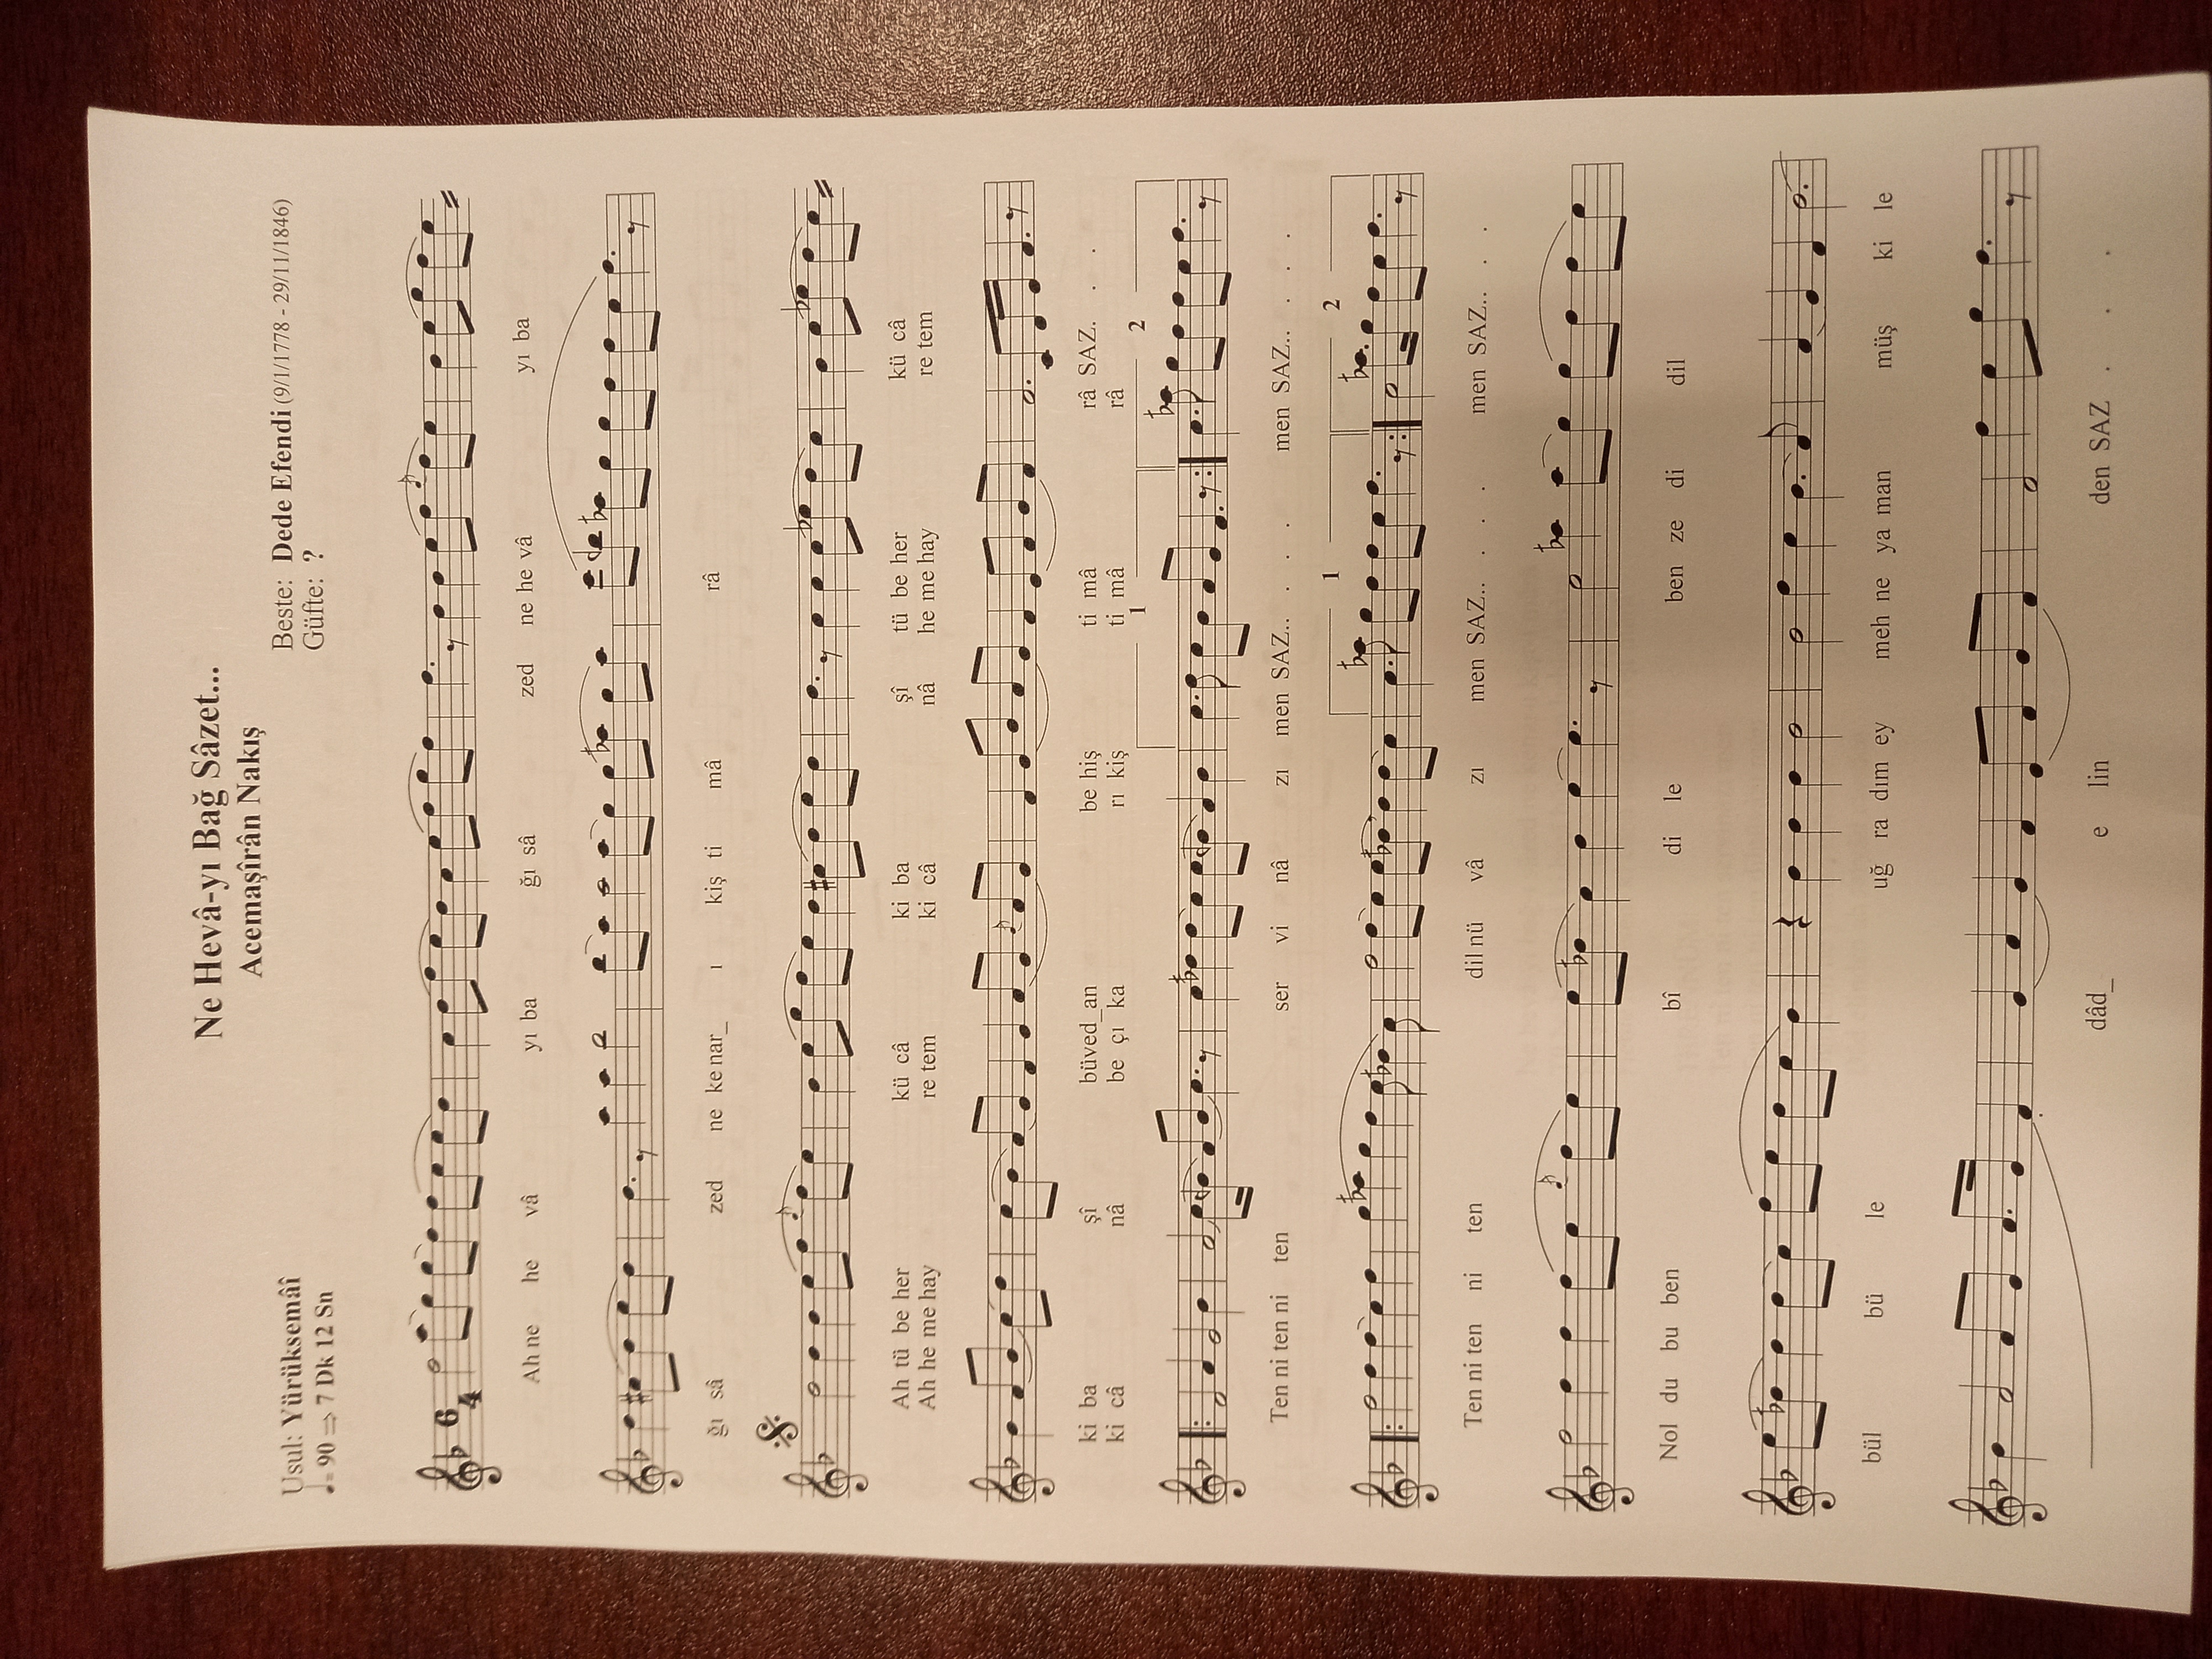 Ne Hevâ-yı Bağ Sâzet...
Acemaşîrân Nakış
Usul: Yürüksemâî
Beste: Dede Efendi (9/1/1778 - 29/11/1846)
= 90 ⇒ 7 Dk 12 Sn
Güfte: ?
6
4
Ah ne he vâ yı ba ğı sâ zed ne he vâ yı ba
ğı sâ zed ne ke nar_ ı kiş ti mâ râ
Ah tü be her kü câ ki ba şî tü be her kü câ
Ah he me hay re tem ki câ nâ he me hay re tem
ki ba şî büved_an be hiş ti mâ râ SAZ. . .
ki câ nâ be çı ka rı kiş ti mâ râ
1 2
Ten ni ten ni ten ser vi nâ zı men SAZ.. . . . men SAZ.. . . .
1 2
Ten ni ten ni ten dil nü vâ zı men SAZ.. . . . men SAZ.. . .
Nol du bu ben bî di le ben ze di dil
bül bü le uğ ra dım ey meh ne ya man müş ki le
dâd_ e lin den SAZ . . .